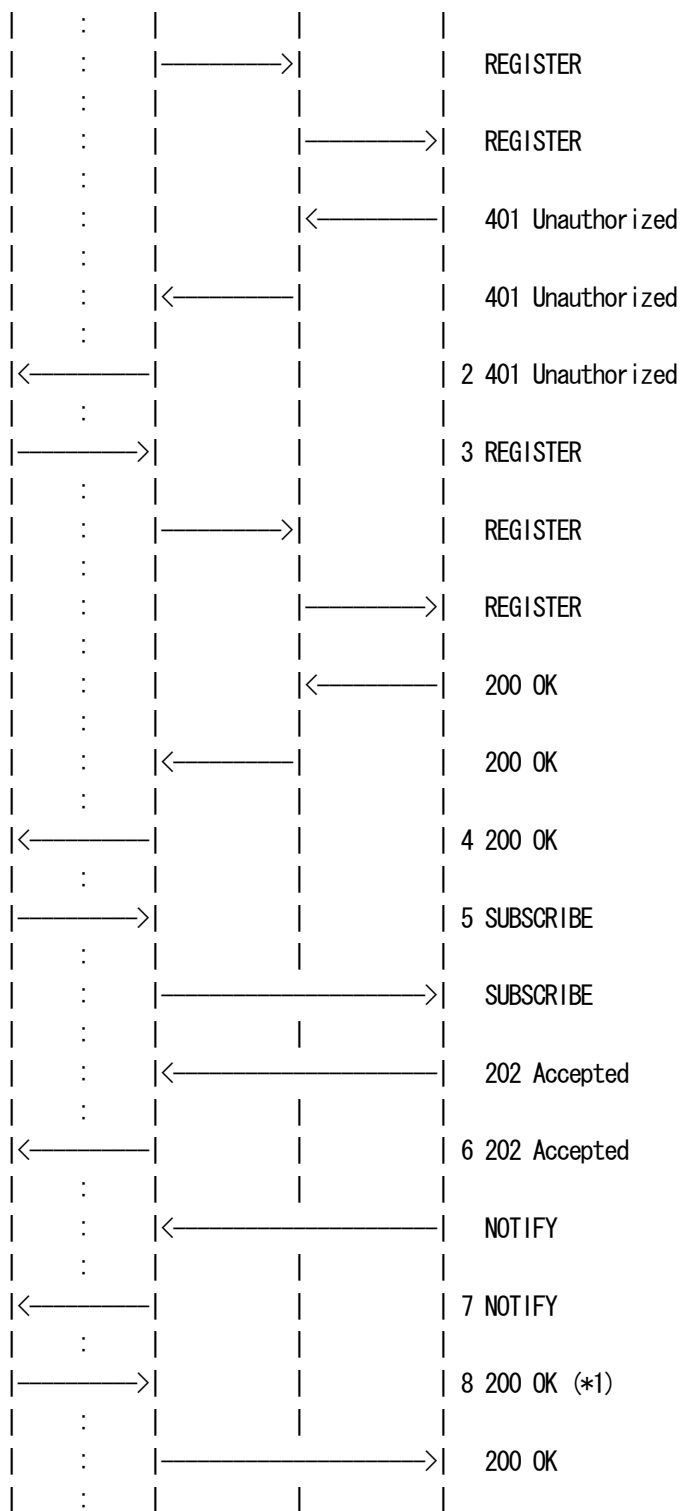 REGISTER
REGISTER
401 Unauthorized
401 Unauthorized
2 401 Unauthorized
3 REGISTER
REGISTER
REGISTER
200 OK
200 OK
4 200 OK
5 SUBSCRIBE
SUBSCRIBE
202 Accepted
6 202 Accepted
NOTIFY
7 NOTIFY
8 200 OK (*1)
200 OK